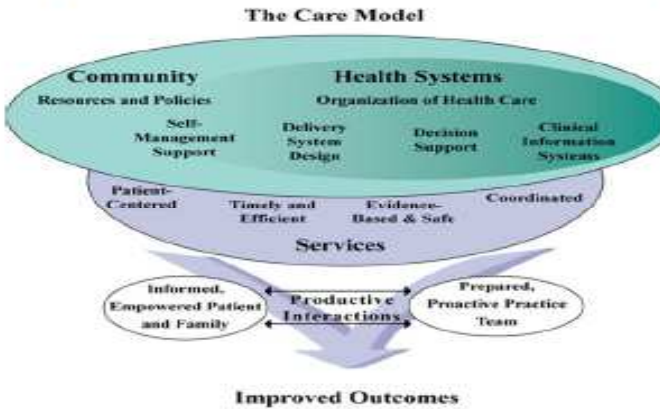 The Care Model
Community
Health Systems
Resources and Policies
Organization of Health Care
Self-
Management
Support
Delivery
System
Design
Decision
Support
Clinical
Information
Systems
Patient-
Centered
Timely and
Efficient
Evidence-
Based & Safe
Coordinated
Services
Informed,
Empowered Patient
and Family
Productive
Interactions
Prepared,
Proactive Practice
Team
Improved Outcomes